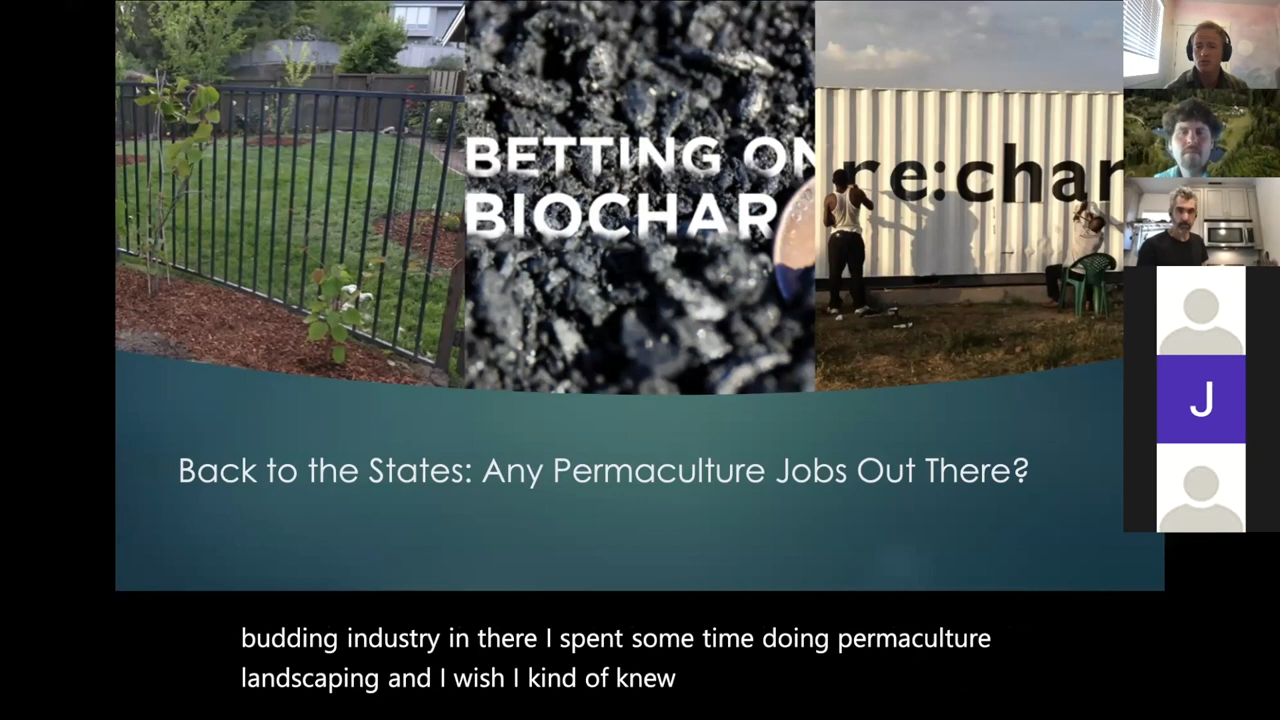 BETTING ON
BIOCHAR
re:char
J
Back to the States: Any Permaculture Jobs Out There?
budding industry in there I spent some time doing permaculture
landscaping and I wish I kind of knew